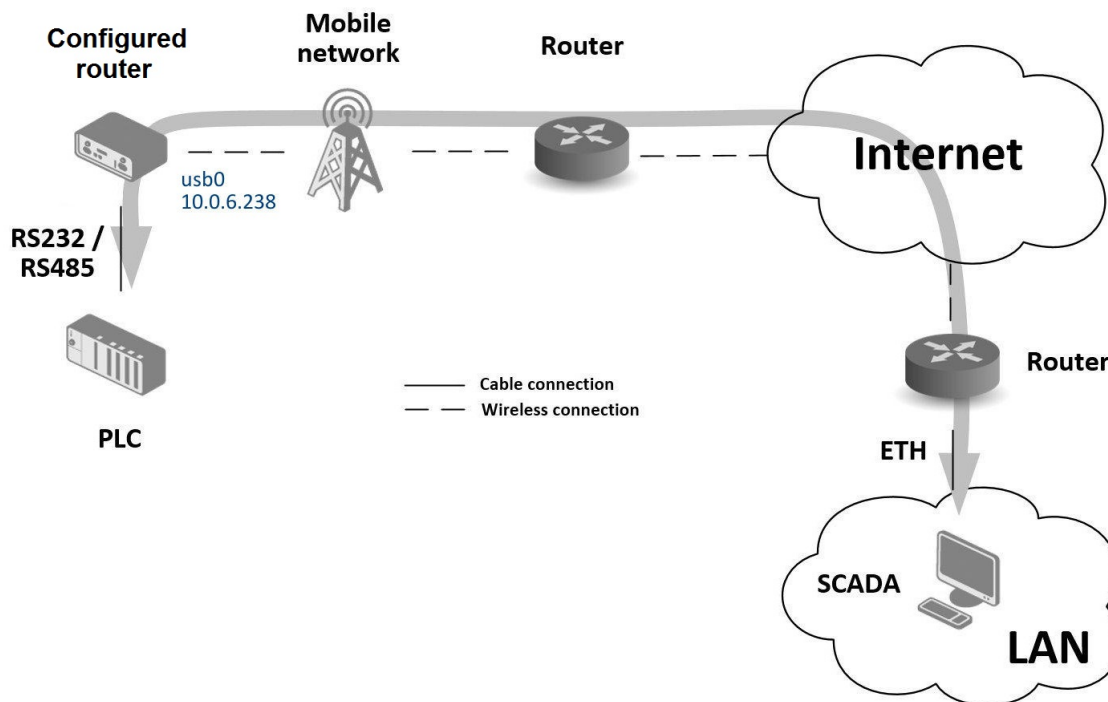 Configured
router
Mobile
network
Router
Internet
usb0
10.0.6.238
RS232 /
RS485
Router
Cable connection
Wireless connection
PLC
ETH
SCADA
LAN